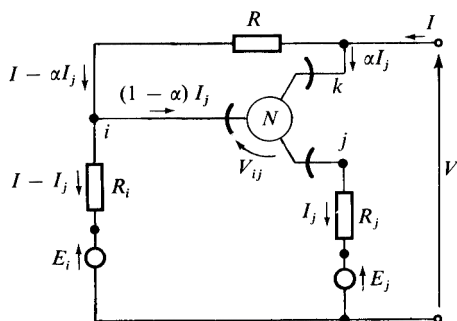 R
I
I − αI_j
αI_j
(1 − α) I_j
k
i
N
j
V_ij
V
I − I_j
R_i
I_j
R_j
E_i
E_j